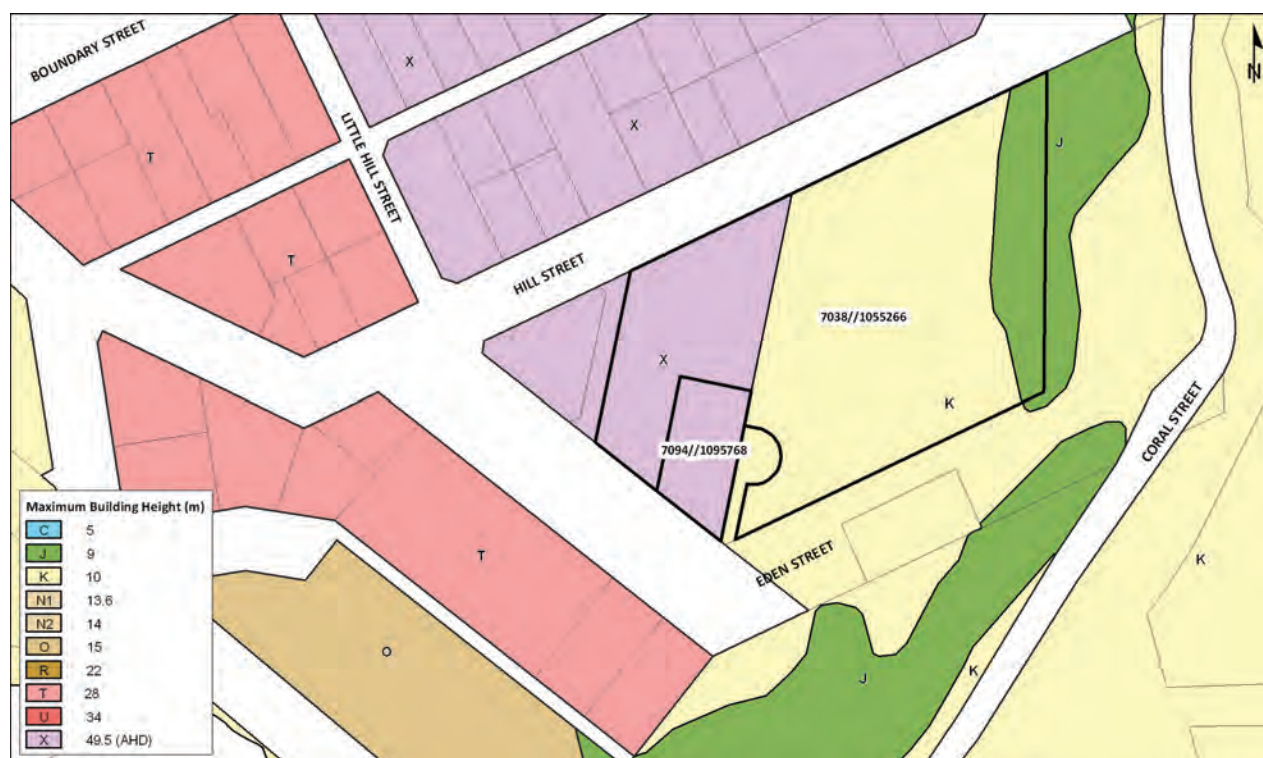 BOUNDARY STREET
X
N
LITTLE HILL STREET
X
T
J
T
HILL STREET
7038//1055266
X
K
7094//1095768
CORAL STREET
EDEN STREET
T
K
O
J
K
Maximum Building Height (m)
C 5
J 9
K 10
N1 13.6
N2 14
O 15
R 22
T 28
U 34
X 49.5 (AHD)